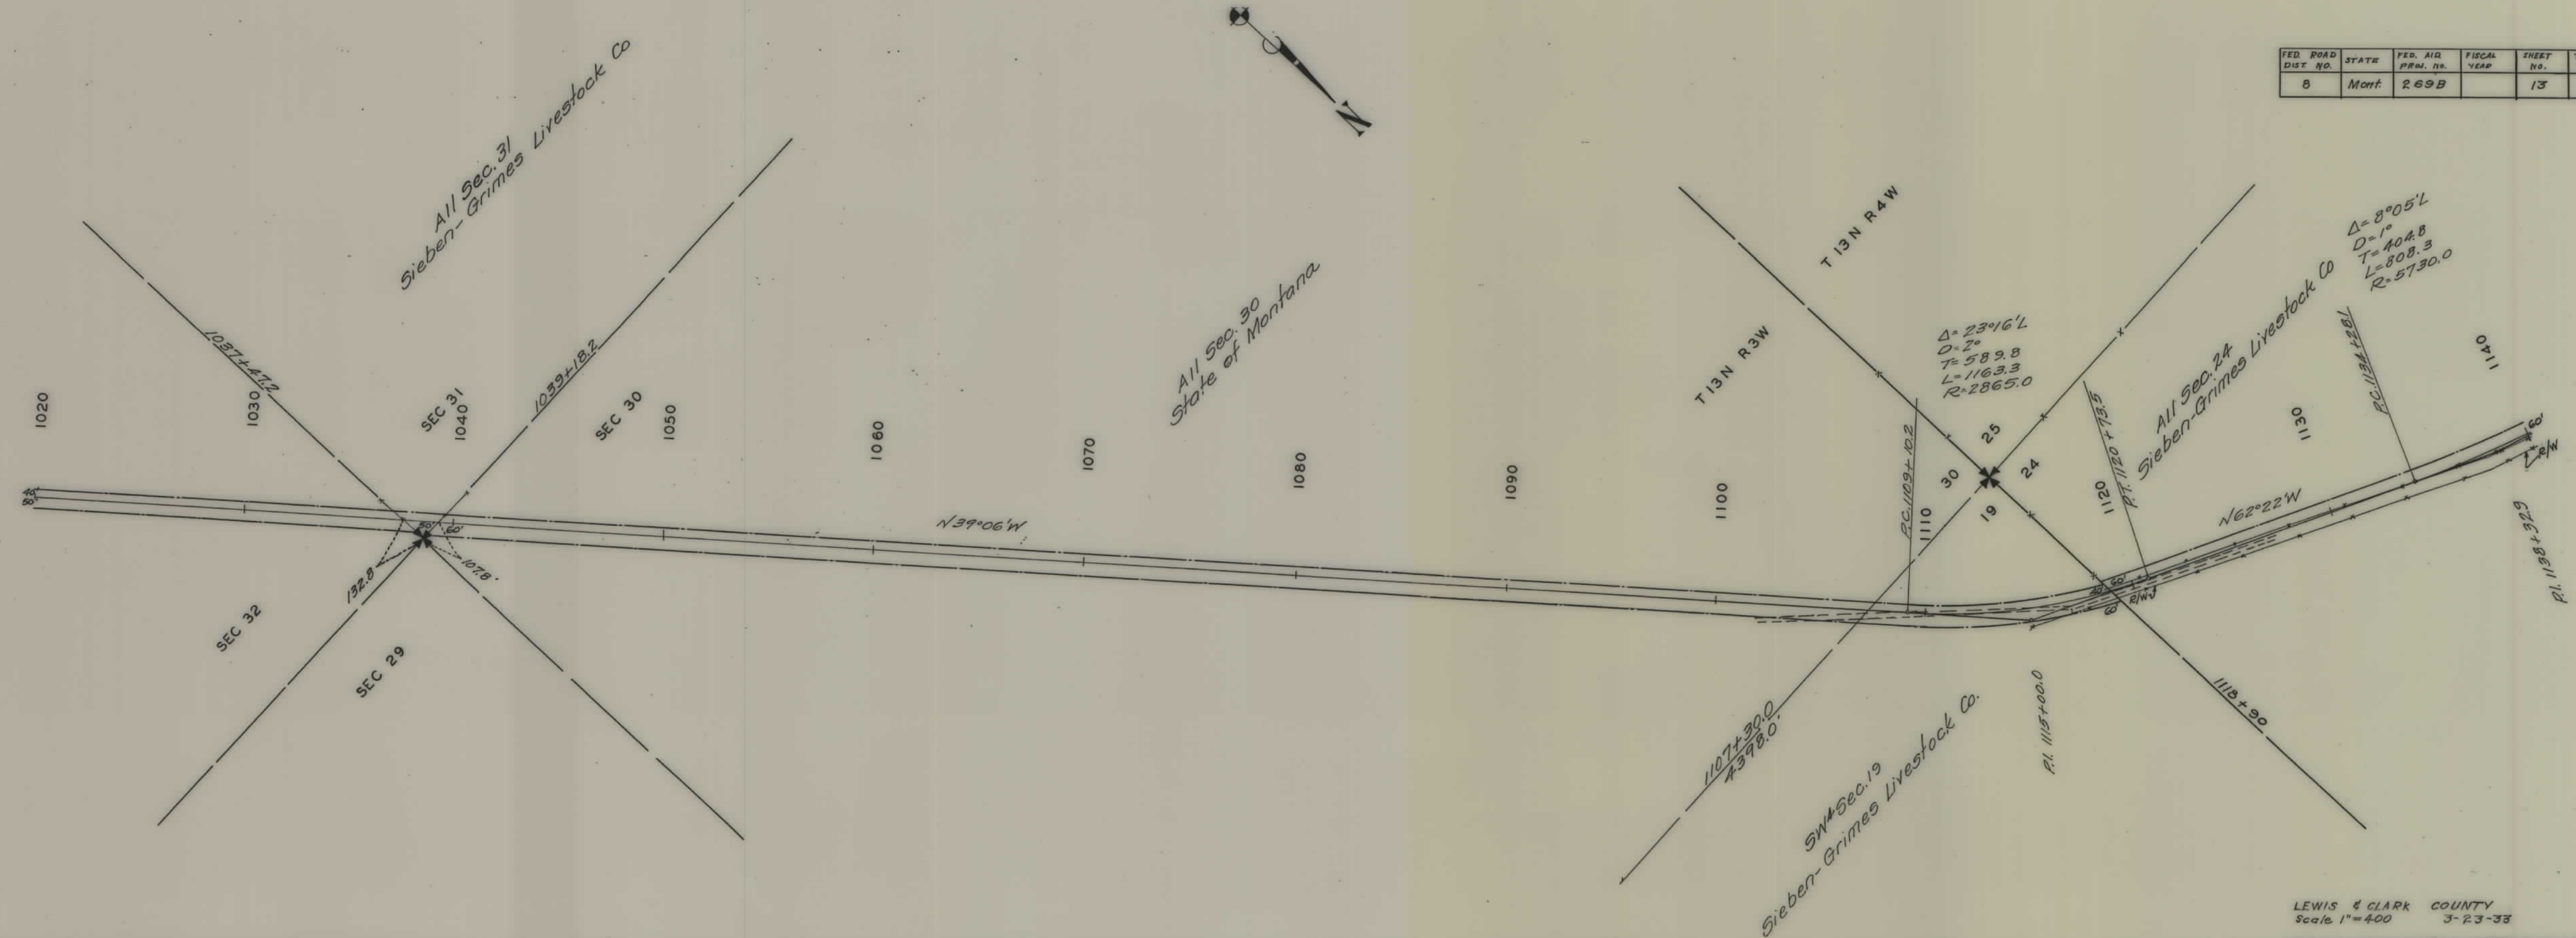 FED. ROAD DIST. NO. STATE FED. AID PROJ. NO. FISCAL YEAR SHEET NO.
8 Mont. 269B 13
All Sec. 31
Sieben-Grimes Livestock Co
1037+47.2
1039+18.2
SEC 31
SEC 30
1020
1030
1040
1050
1060
1070
1080
1090
1100
1110
1120
1130
1140
40'
50'
50'
60'
132.8'
107.8'
SEC 32
SEC 29
N39°06'W
All Sec. 30
State of Montana
N
T13N R4W
T13N R3W
Δ=23°16'L
D=2°
T=589.8
L=1163.3
R=2865.0
25
30
24
19
P.C. 1109+10.2
P.T. 1120+73.5
All Sec. 24
Sieben-Grimes Livestock Co
Δ=8°05'L
D=1°
T=404.8
L=808.3
R=5730.0
P.C. 1134+28.1
N62°22'W
60'
R/W
P.I. 1138+32.9
60'
60'
R/W
P.I. 1115+00.0
1118+90
1107+30.0
4398.0'
SW¼ Sec. 19
Sieben-Grimes Livestock Co.
LEWIS & CLARK COUNTY
Scale 1"=400 3-23-33